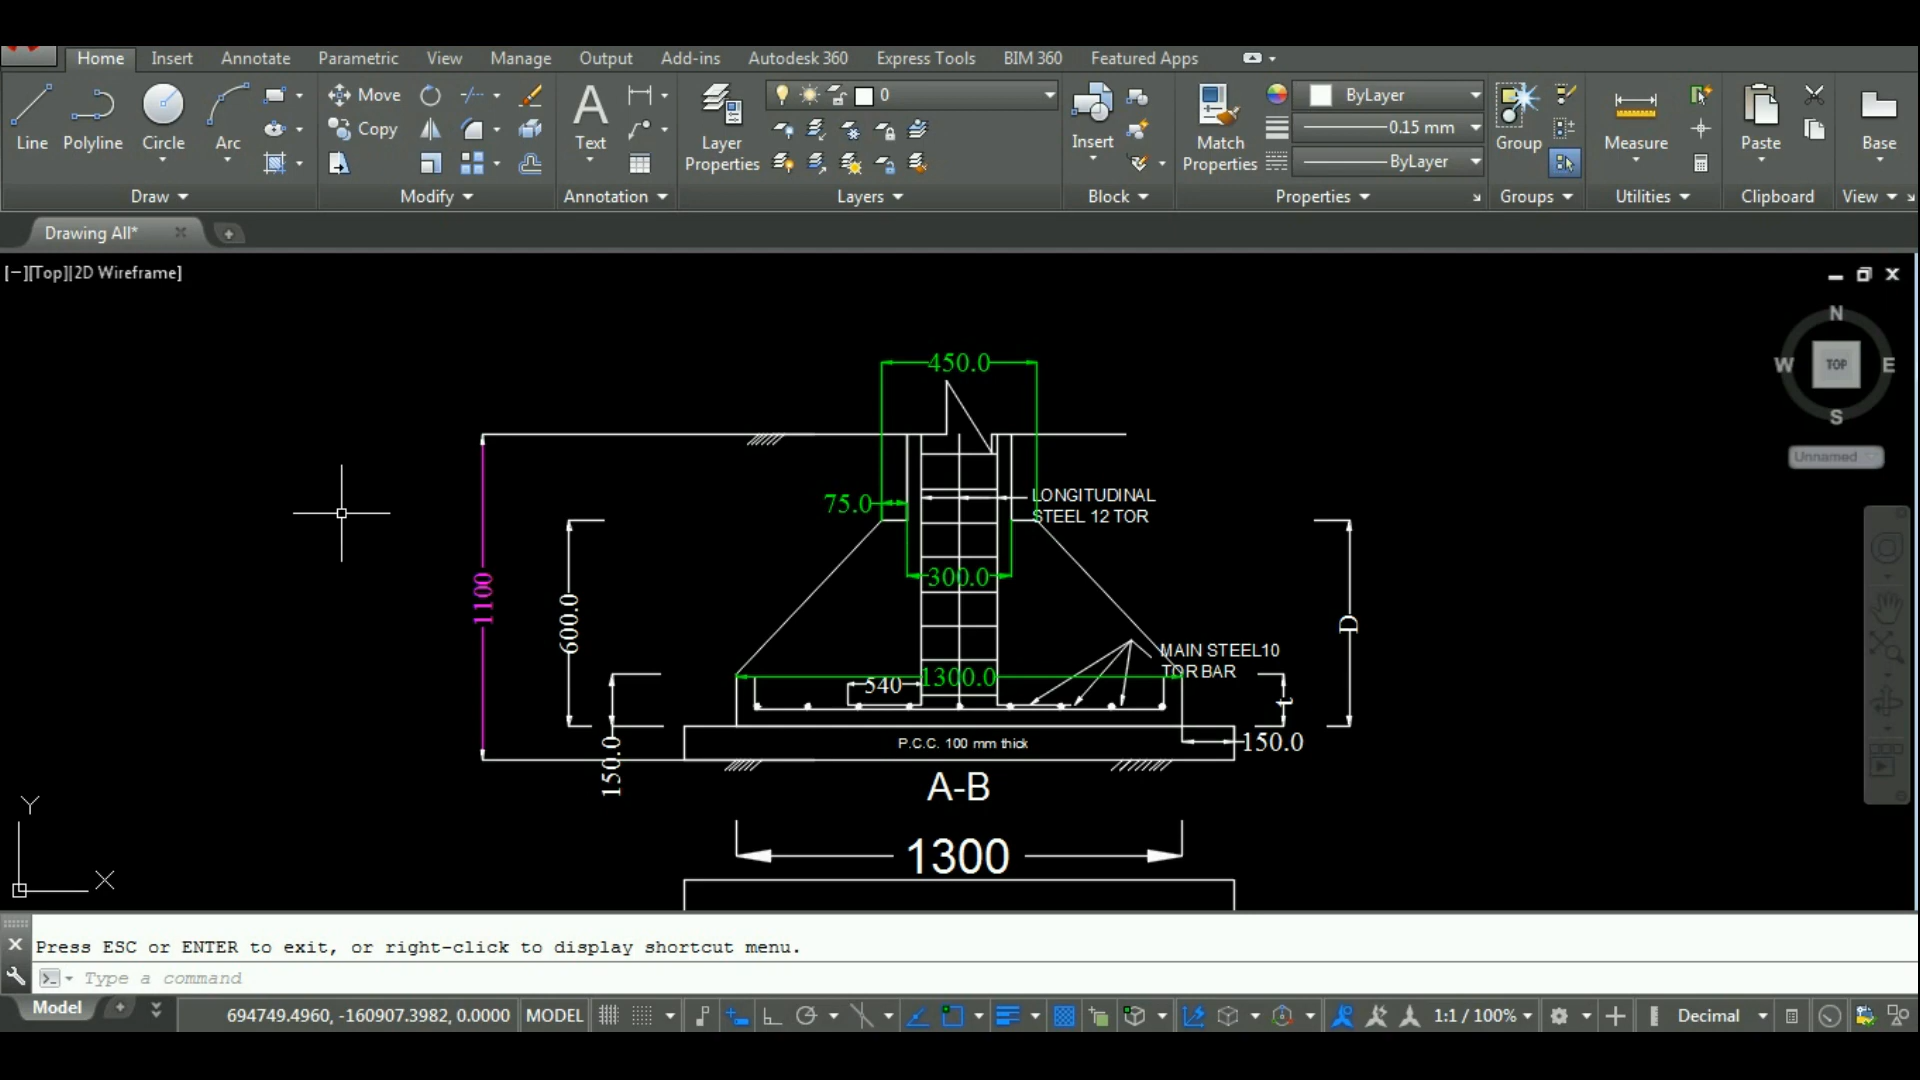 Home Insert Annotate Parametric View Manage Output Add-ins Autodesk 360 Express Tools BIM 360 Featured Apps
Line Polyline Circle Arc
Move
Copy
Text
Layer
Properties
0
Insert
Match
Properties
ByLayer
0.15 mm
ByLayer
Group
Measure
Paste
Base
Draw Modify Annotation Layers Block Properties Groups Utilities Clipboard View
Drawing All*
[−][Top][2D Wireframe]
N
W TOP E
S
Unnamed
450.0
75.0
LONGITUDINAL
STEEL 12 TOR
300.0
1100
600.0
D
MAIN STEEL10
TOR BAR
540
1300.0
t
150.0
150.0
P.C.C. 100 mm thick
A-B
1300
Y
X
Press ESC or ENTER to exit, or right-click to display shortcut menu.
Type a command
Model
694749.4960, -160907.3982, 0.0000 MODEL 1:1 / 100% Decimal